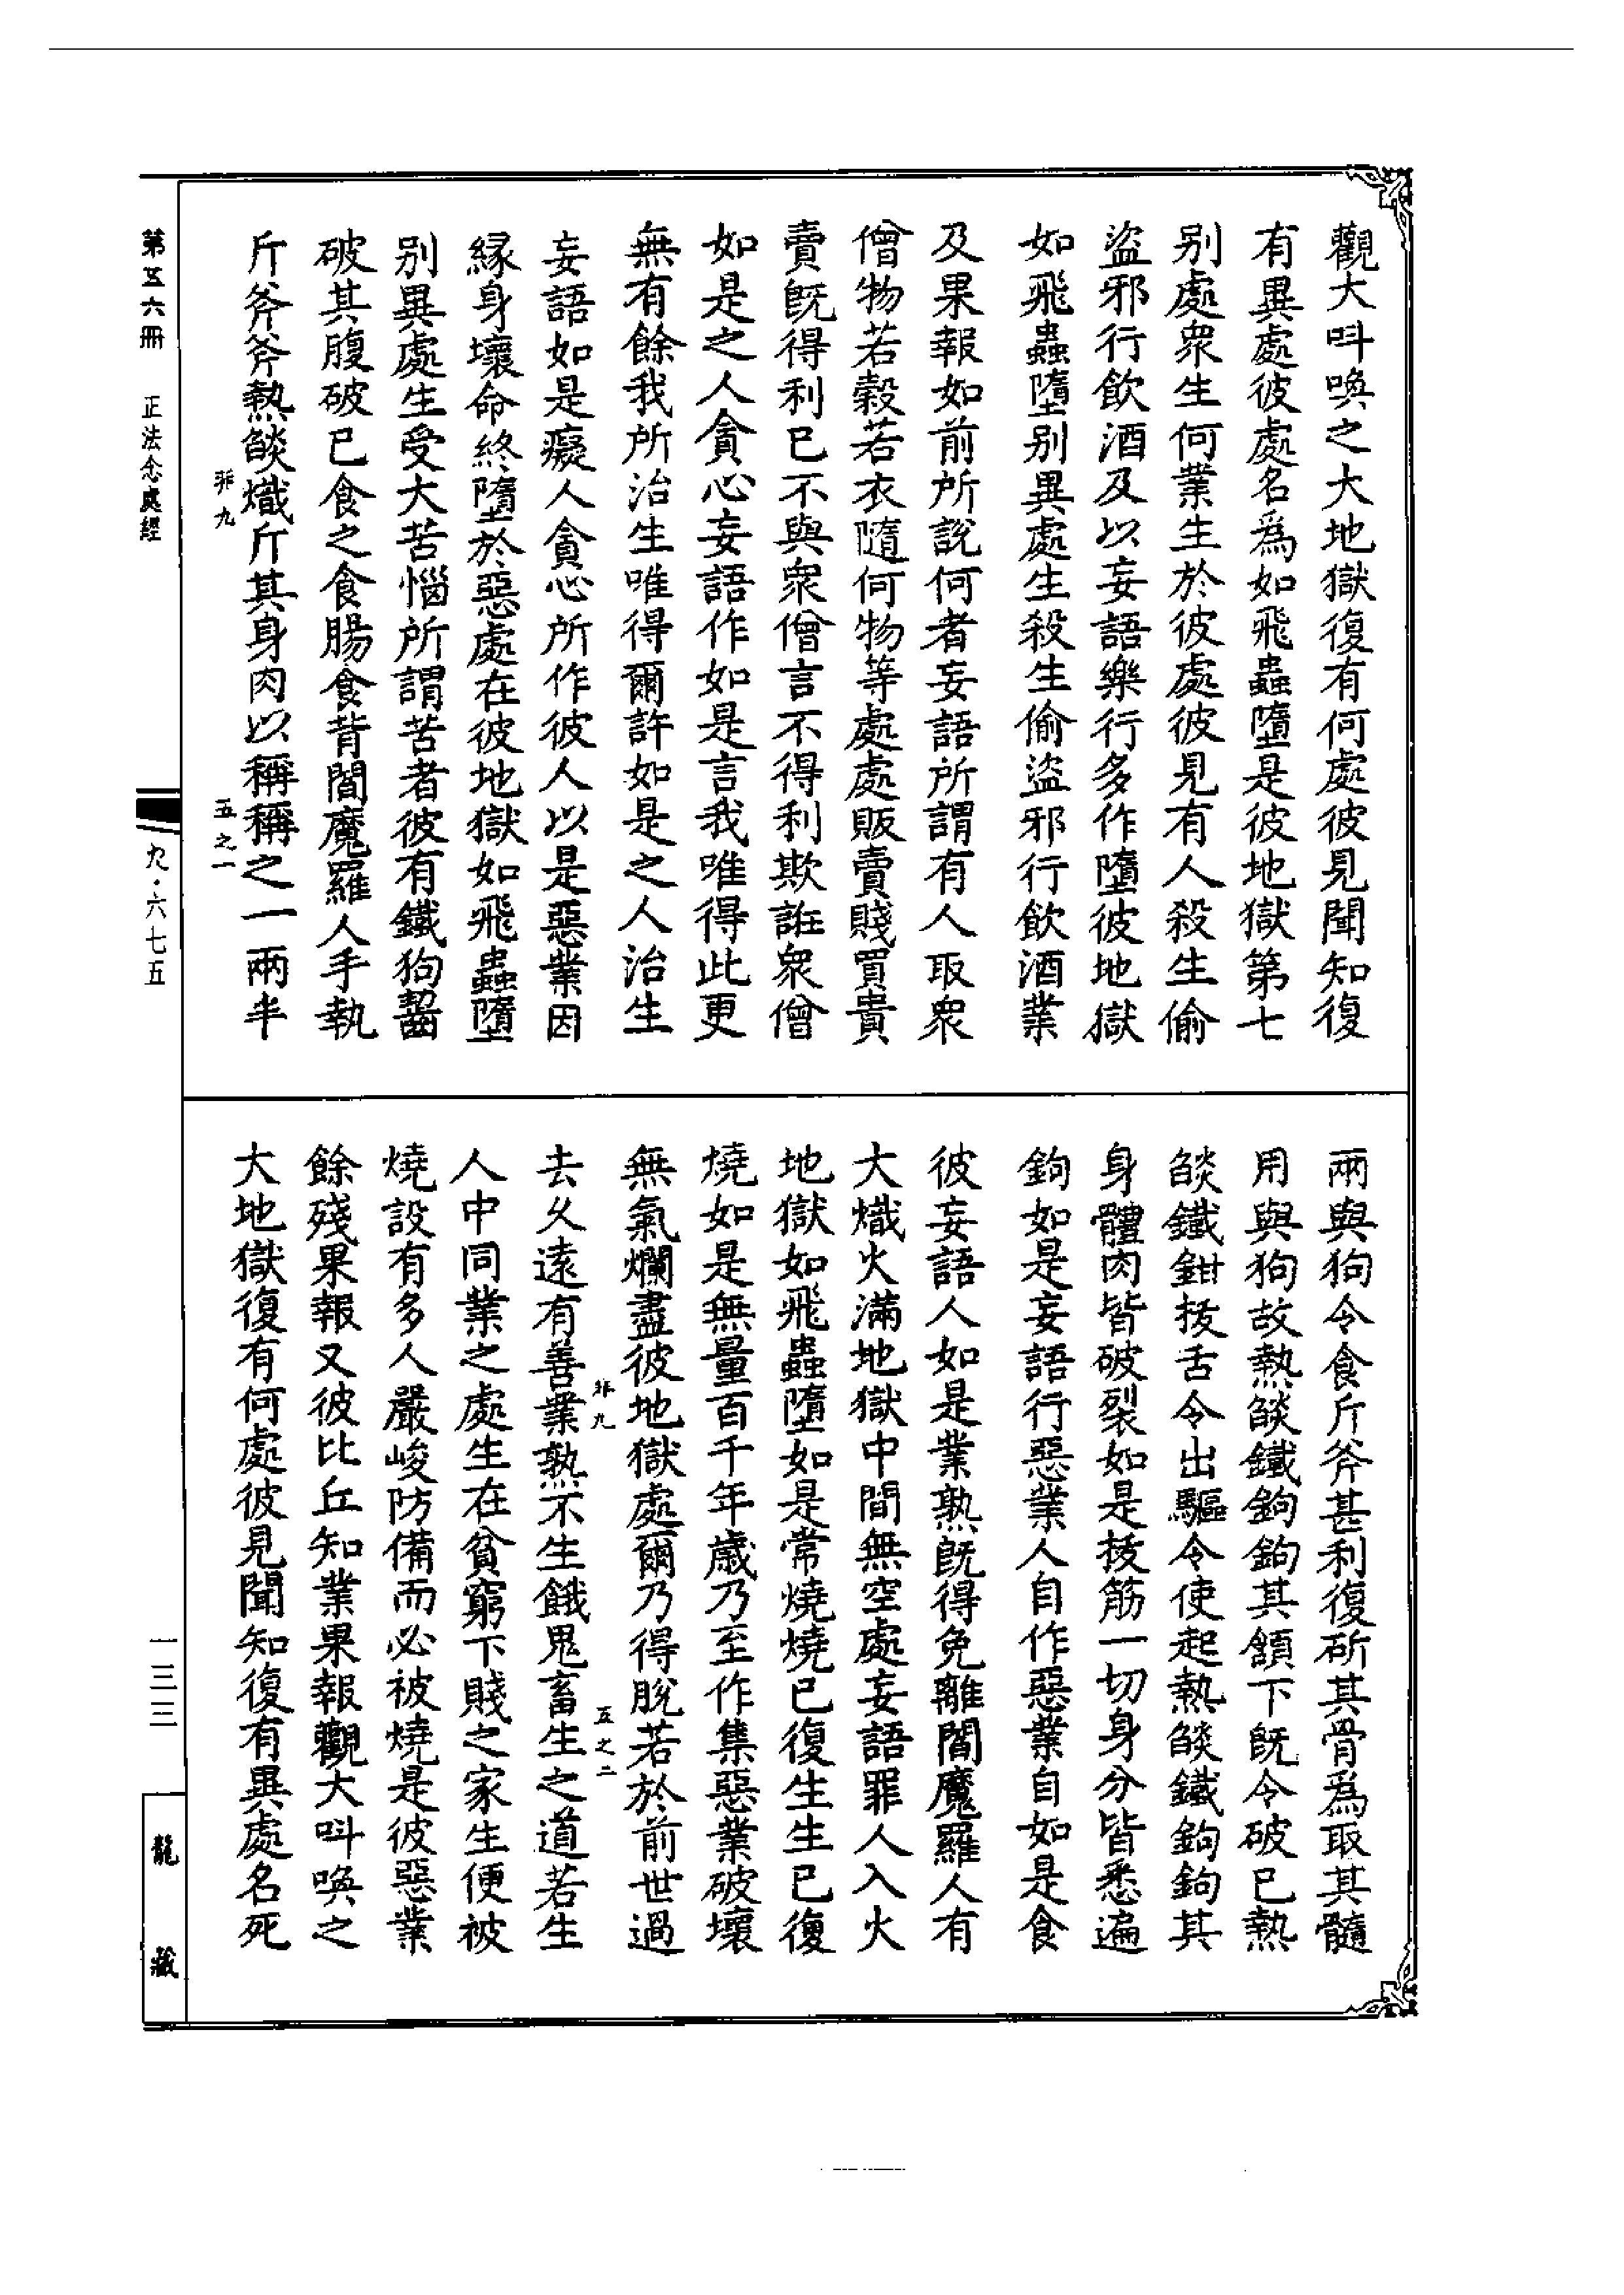 觀大呌喚之大地獄復有何處彼見聞知復
有異處彼處名爲如飛蟲墮是彼地獄第七
别處衆生何業生於彼處彼見有人殺生偷
盜邪行飲酒及以妄語樂行多作墮彼地獄
如飛蟲墮别異處生殺生偷盜邪行飲酒業
及果報如前所説何者妄語所謂有人取衆
僧物若穀若衣隨何物等處處販賣賤買貴
賣旣得利已不與衆僧言不得利欺誑衆僧
如是之人貪心妄語作如是言我唯得此更
無有餘我所治生唯得爾許如是之人治生
妄語如是癡人貪心所作彼人以是惡業因
緣身壞命終墮於惡處在彼地獄如飛蟲墮
别異處生受大苦惱所謂苦者彼有鐵狗齧
破其腹破已食之食腸食背閻魔羅人手執
斤斧斧熱燄熾斤其身肉以稱稱之一兩半
非九
五之一
兩與狗令食斤斧甚利復斫其骨爲取其髓
用與狗故熱燄鐵鉤鉤其頷下旣令破已熱
燄鐵鉗拔舌令出驅令使起熱燄鐵鉤鉤其
身體肉皆破裂如是拔筋一切身分皆悉遍
鉤如是妄語行惡業人自作惡業自如是食
彼妄語人如是業熟旣得免離閻魔羅人有
大熾火滿地獄中間無空處妄語罪人入火
地獄如飛蟲墮如是常燒燒已復生生已復
燒如是無量百千年歲乃至作集惡業破壞
無氣爛盡彼地獄處爾乃得脫若於前世過
非九
五之二
去久遠有善業熟不生餓鬼畜生之道若生
人中同業之處生在貧窮下賤之家生便被
燒設有多人嚴峻防備而必被燒是彼惡業
餘殘果報又彼比丘知業果報觀大呌喚之
大地獄復有何處彼見聞知復有異處名死
第五六冊
正法念處經
九·六七五
一三三
龍藏